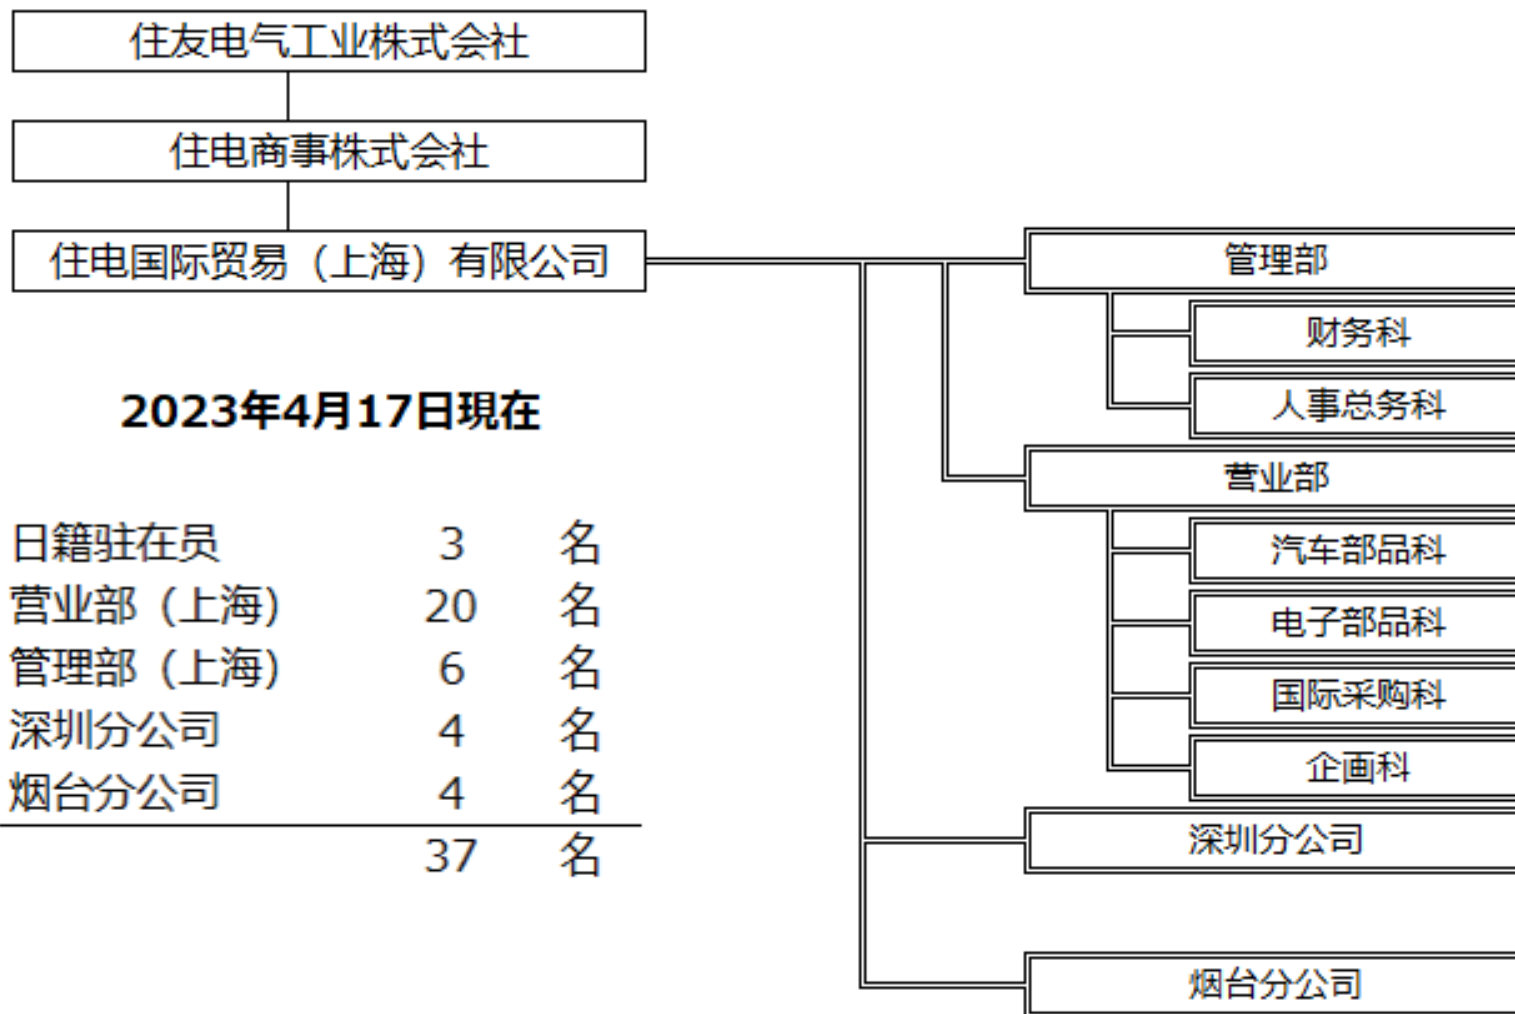 住友电气工业株式会社
住电商事株式会社
住电国际贸易（上海）有限公司
2023年4月17日現在
日籍驻在员 3 名
营业部（上海） 20 名
管理部（上海） 6 名
深圳分公司 4 名
烟台分公司 4 名
37 名
管理部
财务科
人事总务科
营业部
汽车部品科
电子部品科
国际采购科
企画科
深圳分公司
烟台分公司